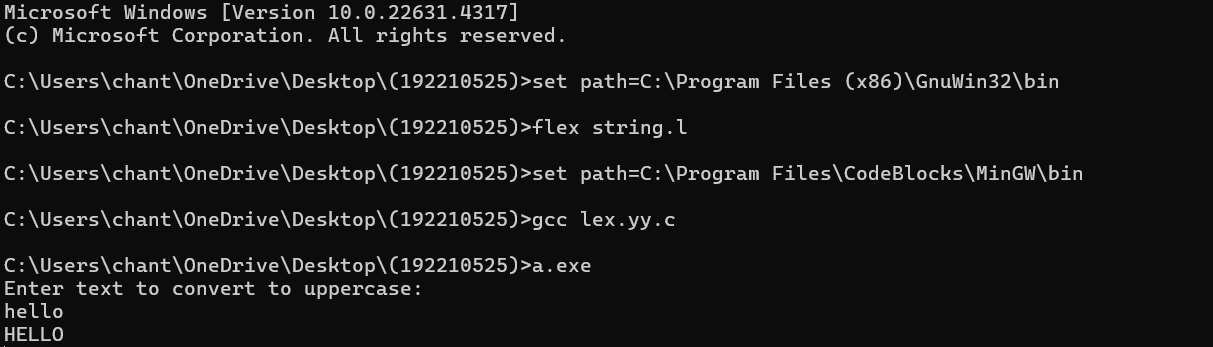 Microsoft Windows [Version 10.0.22631.4317]
(c) Microsoft Corporation. All rights reserved.
C:\Users\chant\OneDrive\Desktop\(192210525)>set path=C:\Program Files (x86)\GnuWin32\bin
C:\Users\chant\OneDrive\Desktop\(192210525)>flex string.l
C:\Users\chant\OneDrive\Desktop\(192210525)>set path=C:\Program Files\CodeBlocks\MinGW\bin
C:\Users\chant\OneDrive\Desktop\(192210525)>gcc lex.yy.c
C:\Users\chant\OneDrive\Desktop\(192210525)>a.exe
Enter text to convert to uppercase:
hello
HELLO